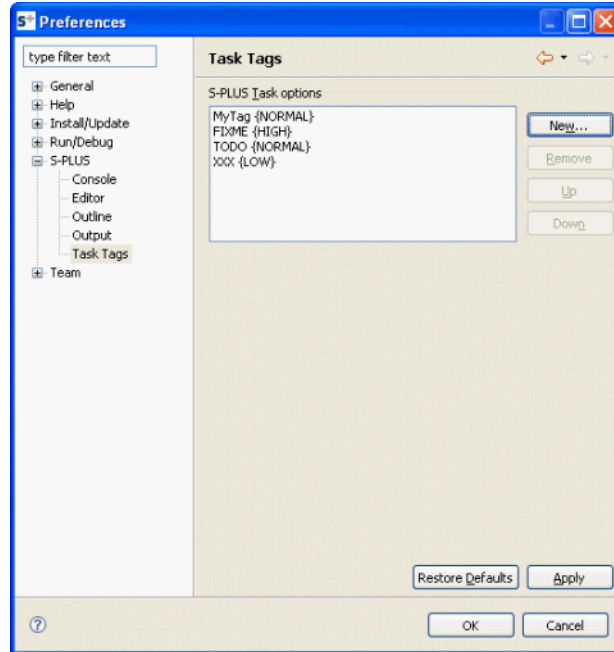 S+ Preferences
type filter text
General
Help
Install/Update
Run/Debug
S-PLUS
Console
Editor
Outline
Output
Task Tags
Team
Task Tags
S-PLUS Task options
MyTag {NORMAL}
FIXME {HIGH}
TODO {NORMAL}
XXX {LOW}
New...
Remove
Up
Down
Restore Defaults
Apply
OK
Cancel